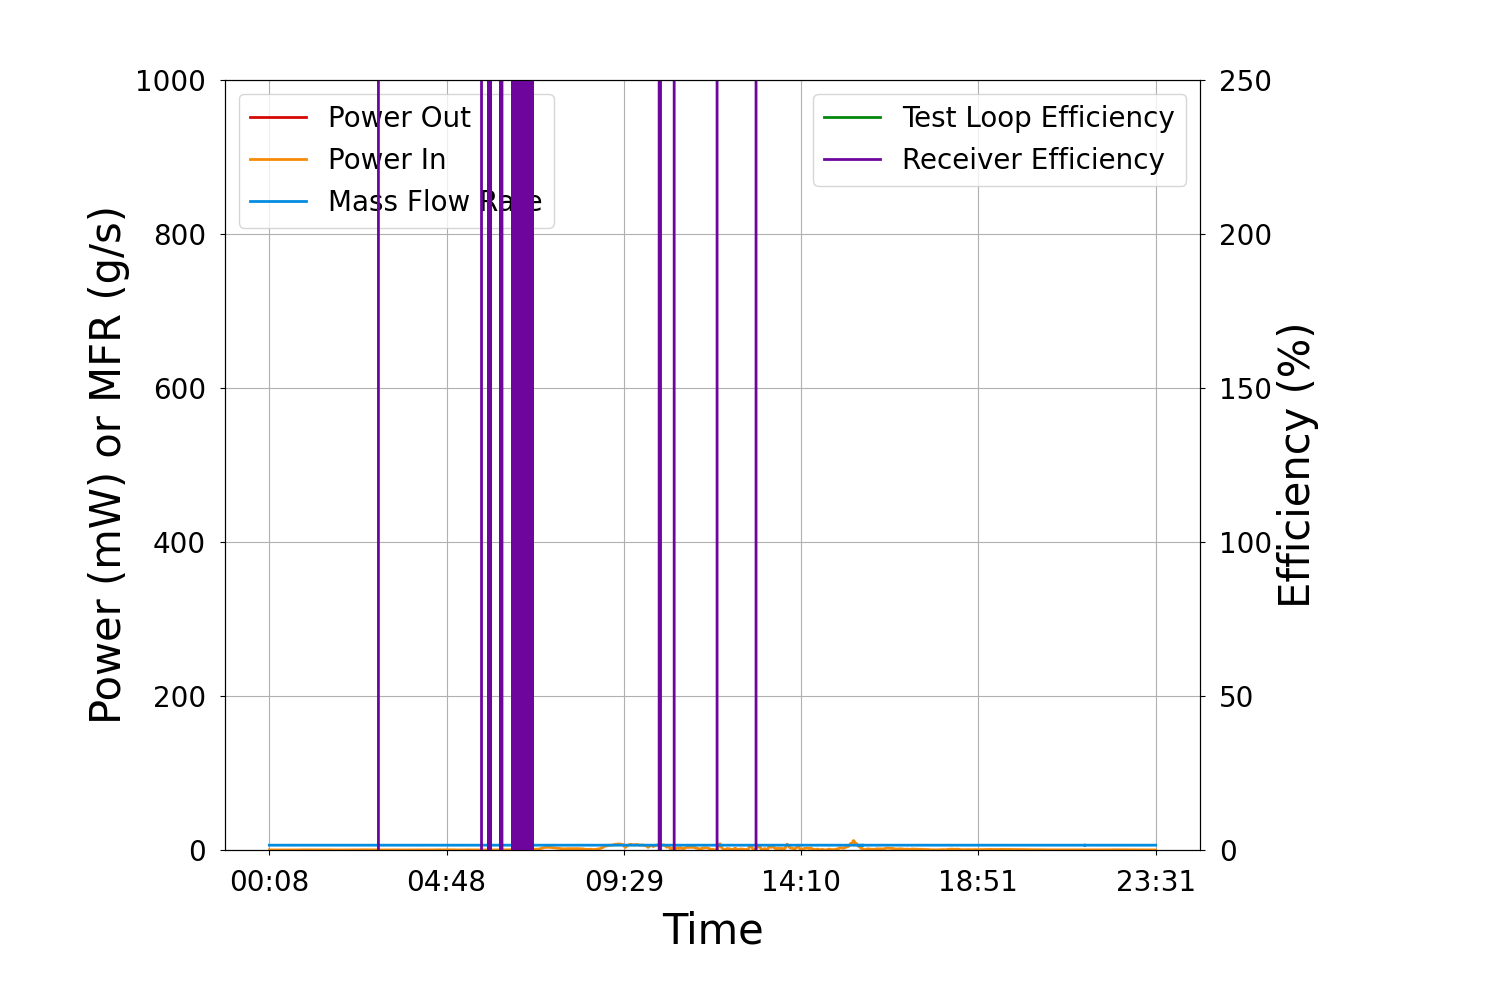 1000
800
600
400
200
0
Power (mW) or MFR (g/s)
Power Out
Power In
Mass Flow Rate
Test Loop Efficiency
Receiver Efficiency
250
200
150
100
50
0
Efficiency (%)
00:08 04:48 09:29 14:10 18:51 23:31
Time